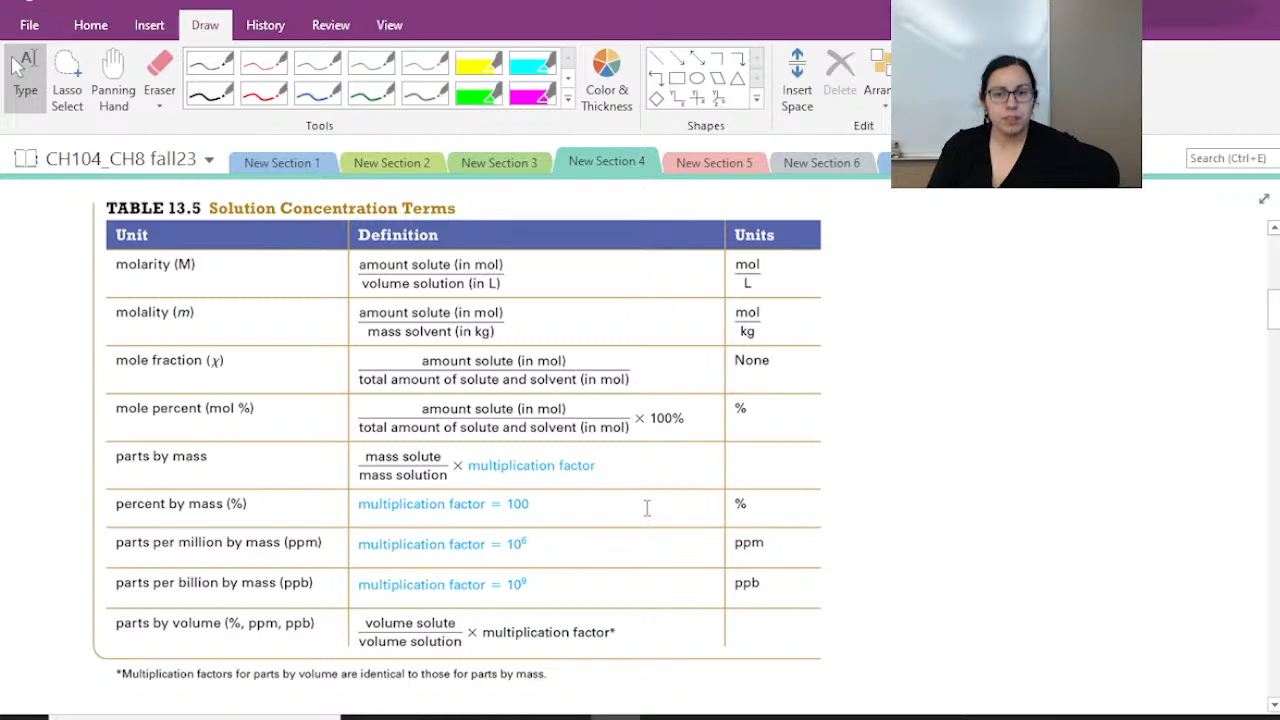 File Home Insert Draw History Review View
Type
Lasso Select
Panning Hand
Eraser
Color & Thickness
Insert Space
Delete
Arran
Tools
Shapes
Edit
CH104_CH8 fall23
New Section 1 New Section 2 New Section 3 New Section 4 New Section 5 New Section 6
Search (Ctrl+E)
TABLE 13.5 Solution Concentration Terms
Unit Definition Units
molarity (M) amount solute (in mol) mol
volume solution (in L) L
molality (m) amount solute (in mol) mol
mass solvent (in kg) kg
mole fraction (χ) amount solute (in mol) None
total amount of solute and solvent (in mol)
mole percent (mol %) amount solute (in mol) × 100% %
total amount of solute and solvent (in mol)
parts by mass mass solute × multiplication factor
mass solution
percent by mass (%) multiplication factor = 100 %
parts per million by mass (ppm) multiplication factor = 10⁶ ppm
parts per billion by mass (ppb) multiplication factor = 10⁹ ppb
parts by volume (%, ppm, ppb) volume solute × multiplication factor*
volume solution
*Multiplication factors for parts by volume are identical to those for parts by mass.